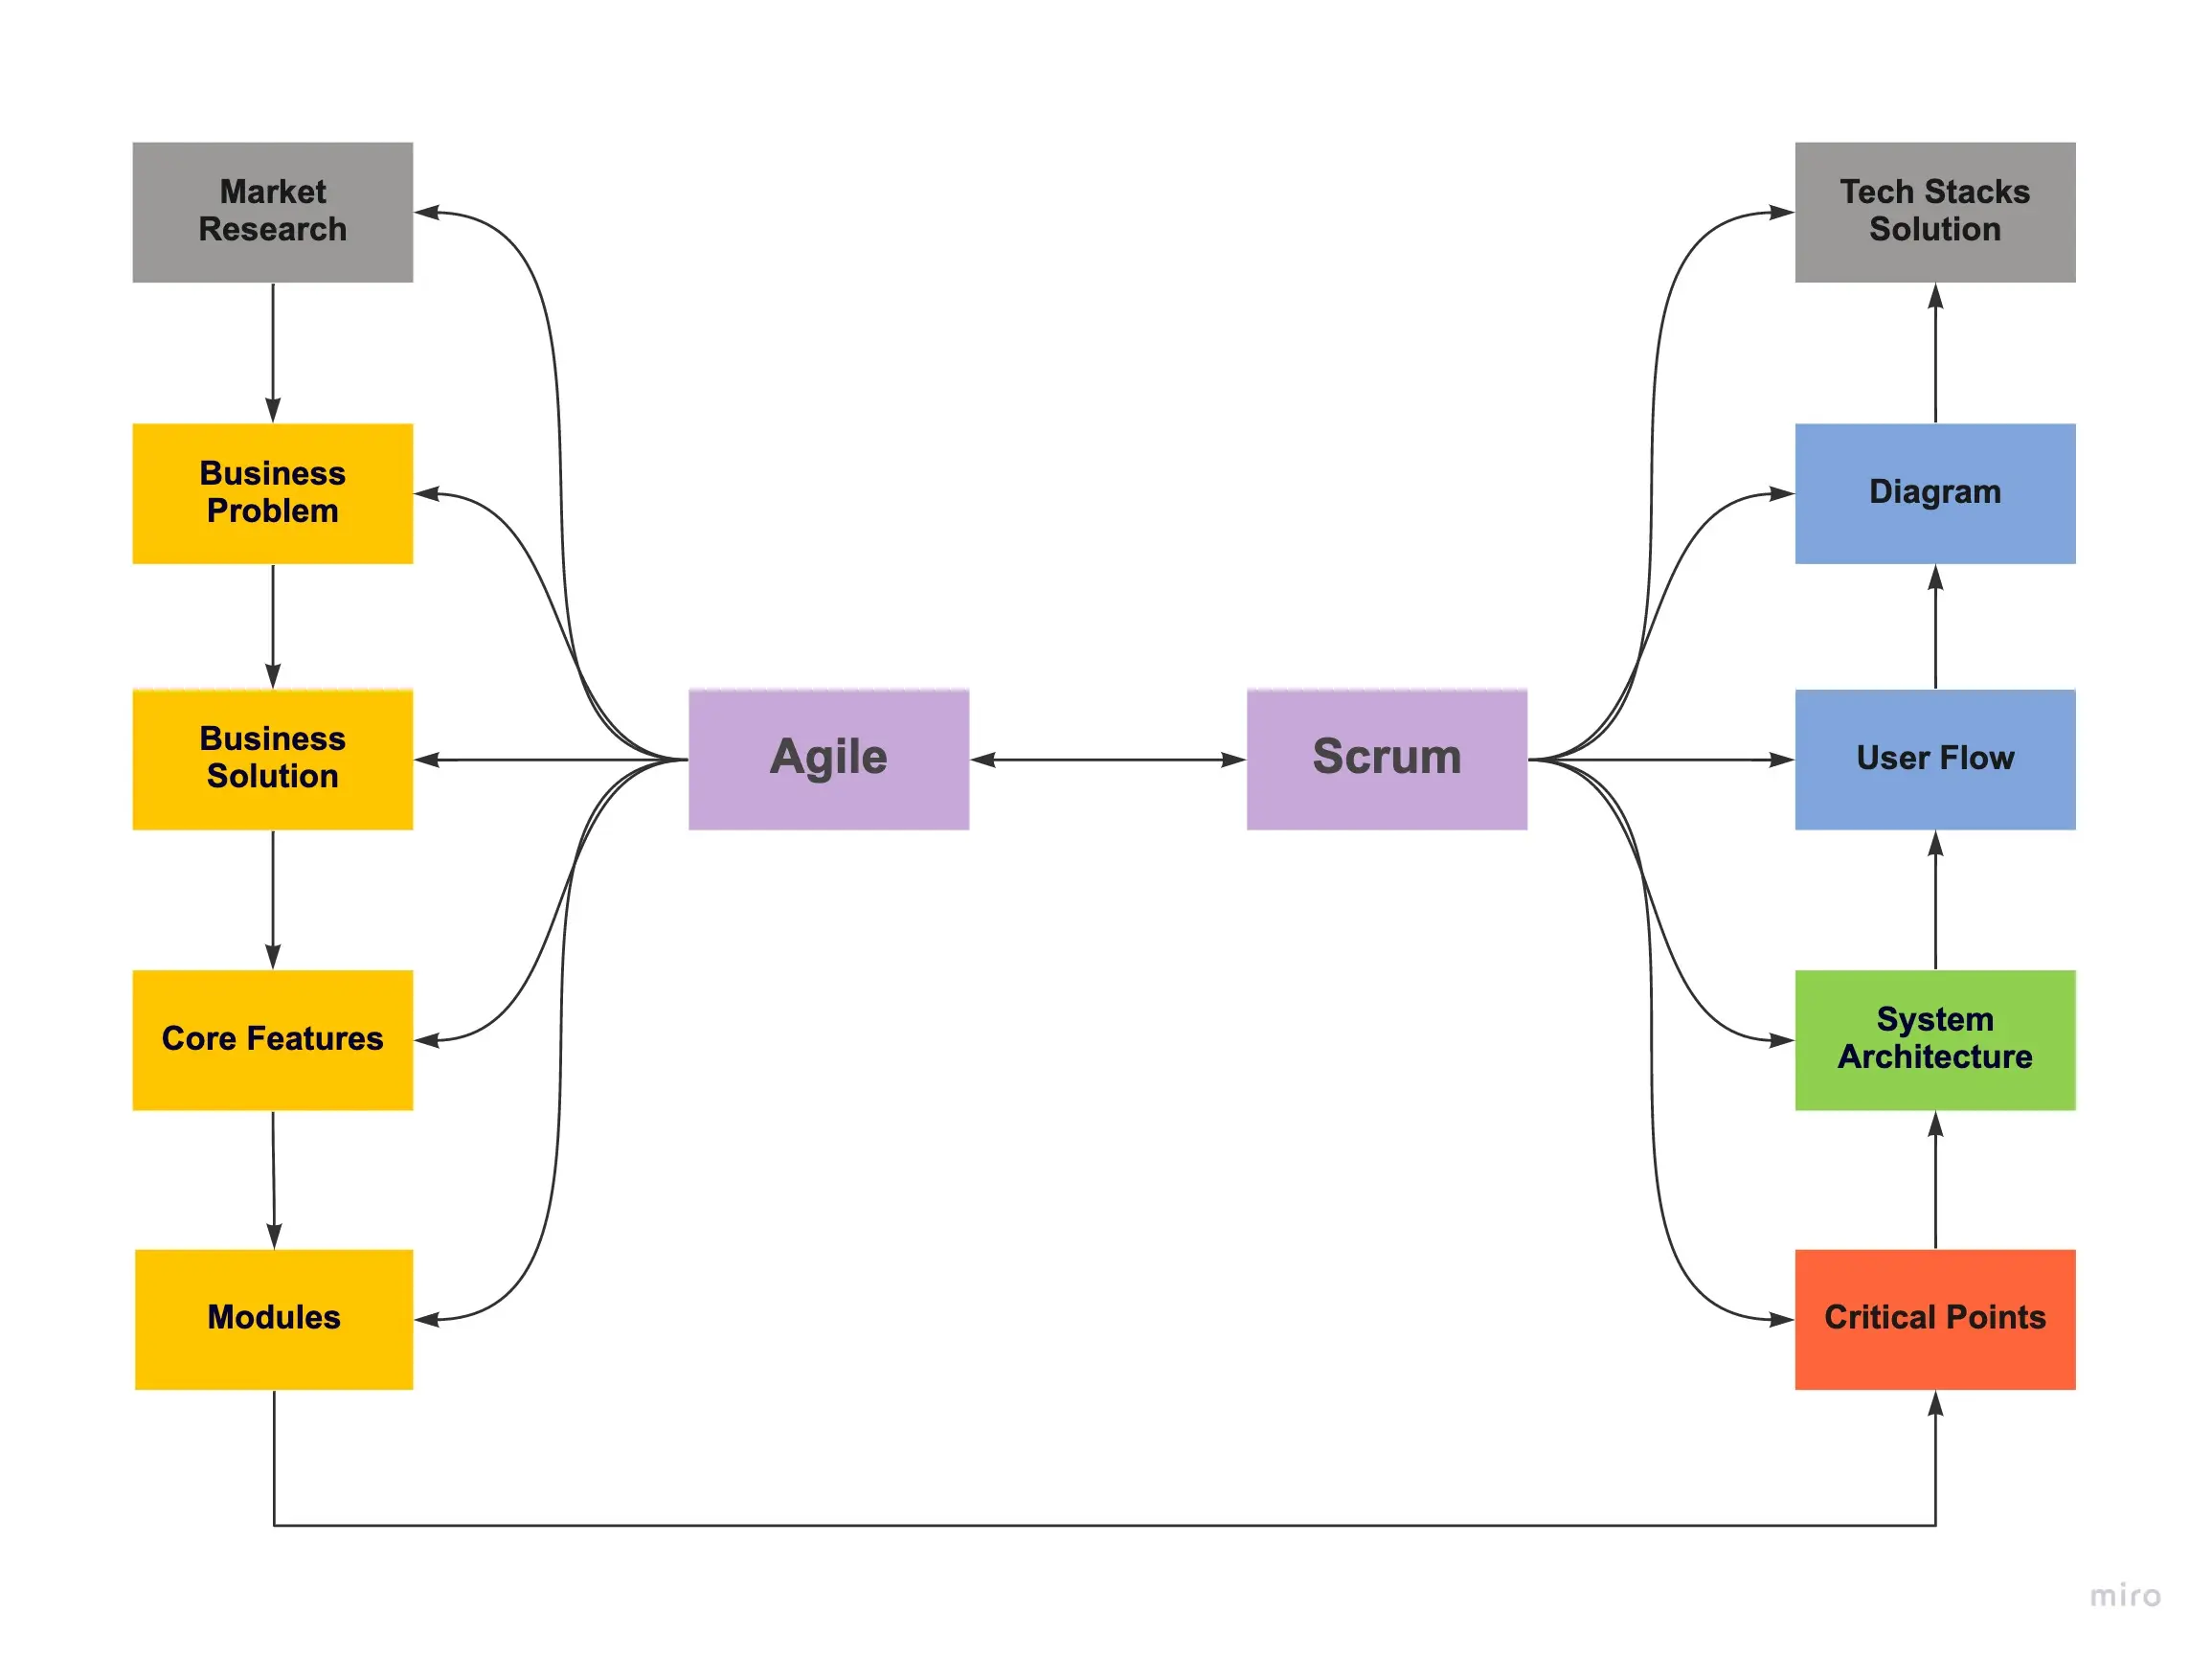 Market
Research
Business
Problem
Business
Solution
Core Features
Modules
Agile
Scrum
Tech Stacks
Solution
Diagram
User Flow
System
Architecture
Critical Points
miro